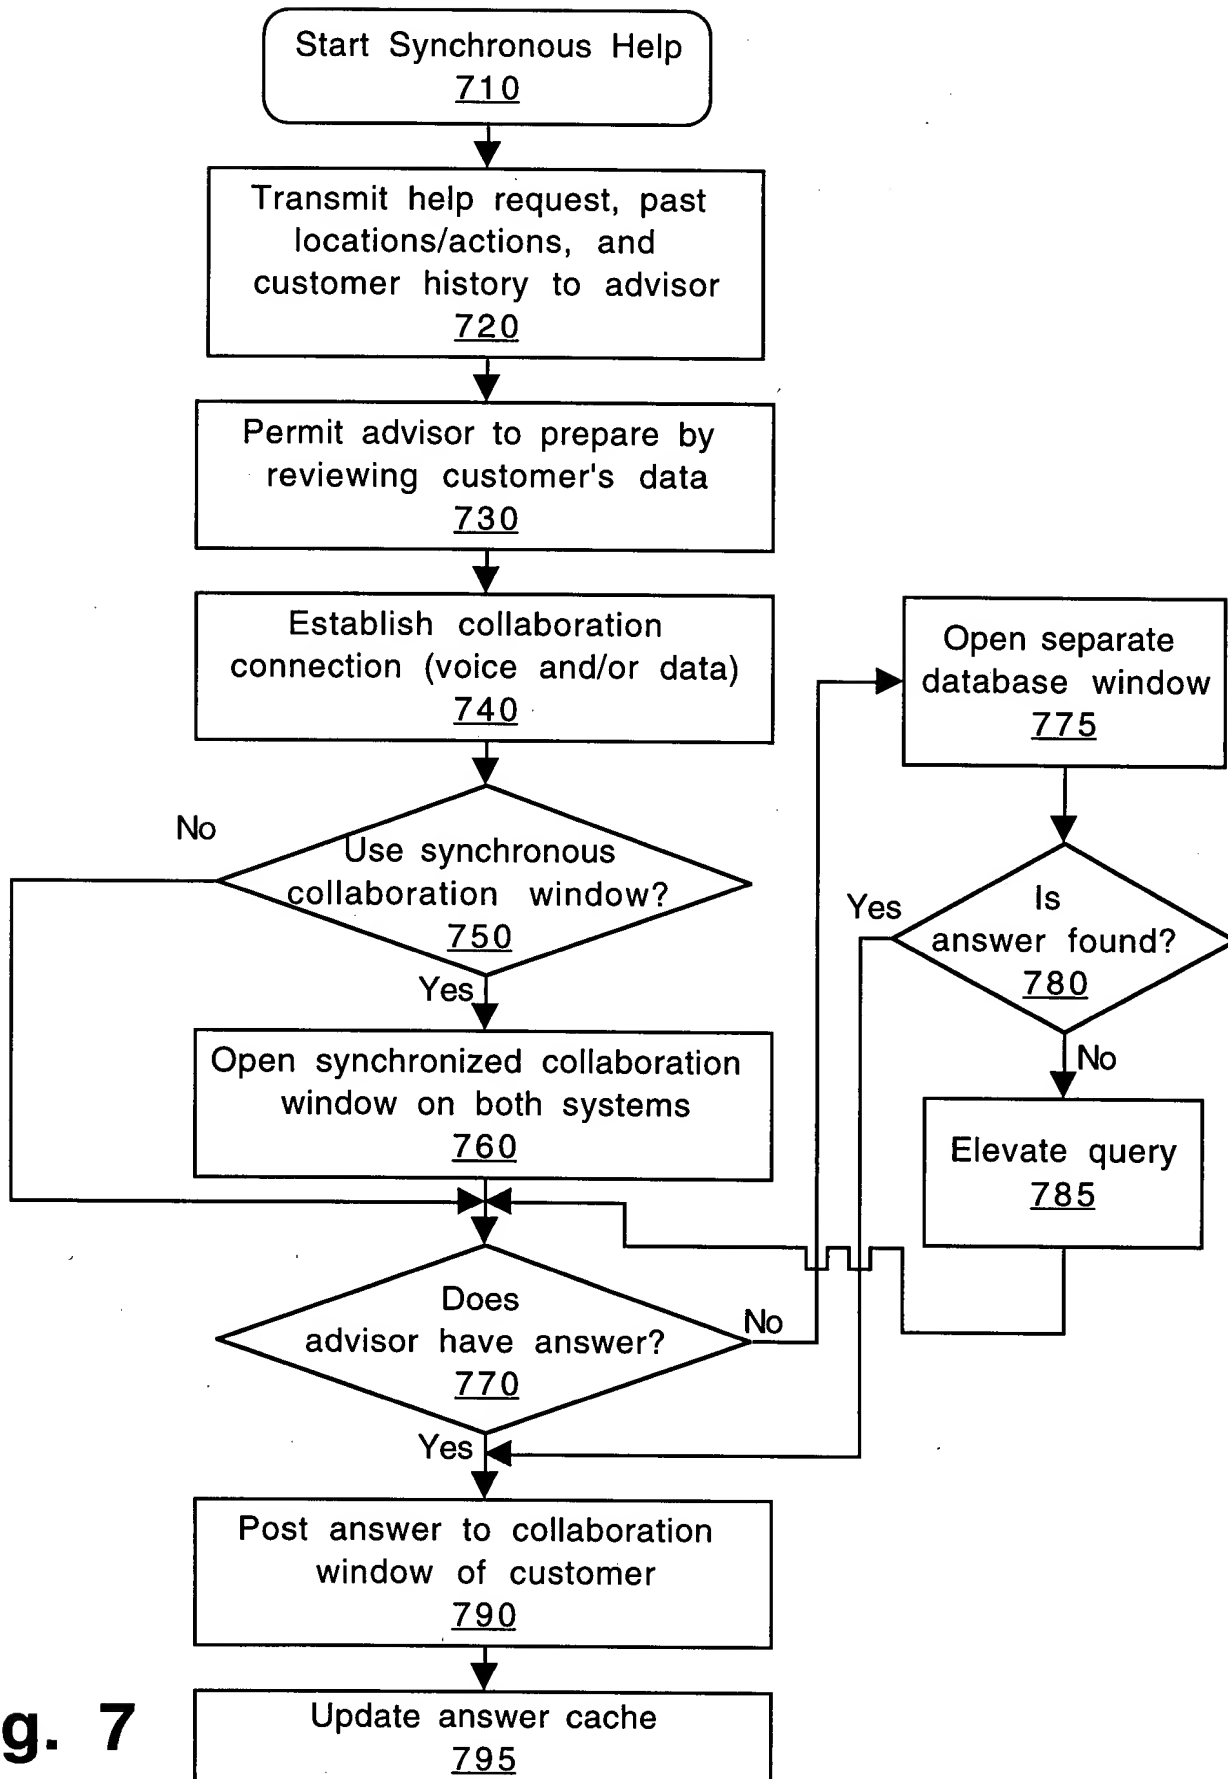 Start Synchronous Help
710
Transmit help request, past
locations/actions, and
customer history to advisor
720
Permit advisor to prepare by
reviewing customer's data
730
Establish collaboration
connection (voice and/or data)
740
No
Use synchronous
collaboration window?
750
Yes
Open synchronized collaboration
window on both systems
760
Does
advisor have answer?
770
No
Yes
Open separate
database window
775
Is
answer found?
780
Yes
No
Elevate query
785
Post answer to collaboration
window of customer
790
Update answer cache
795
g. 7